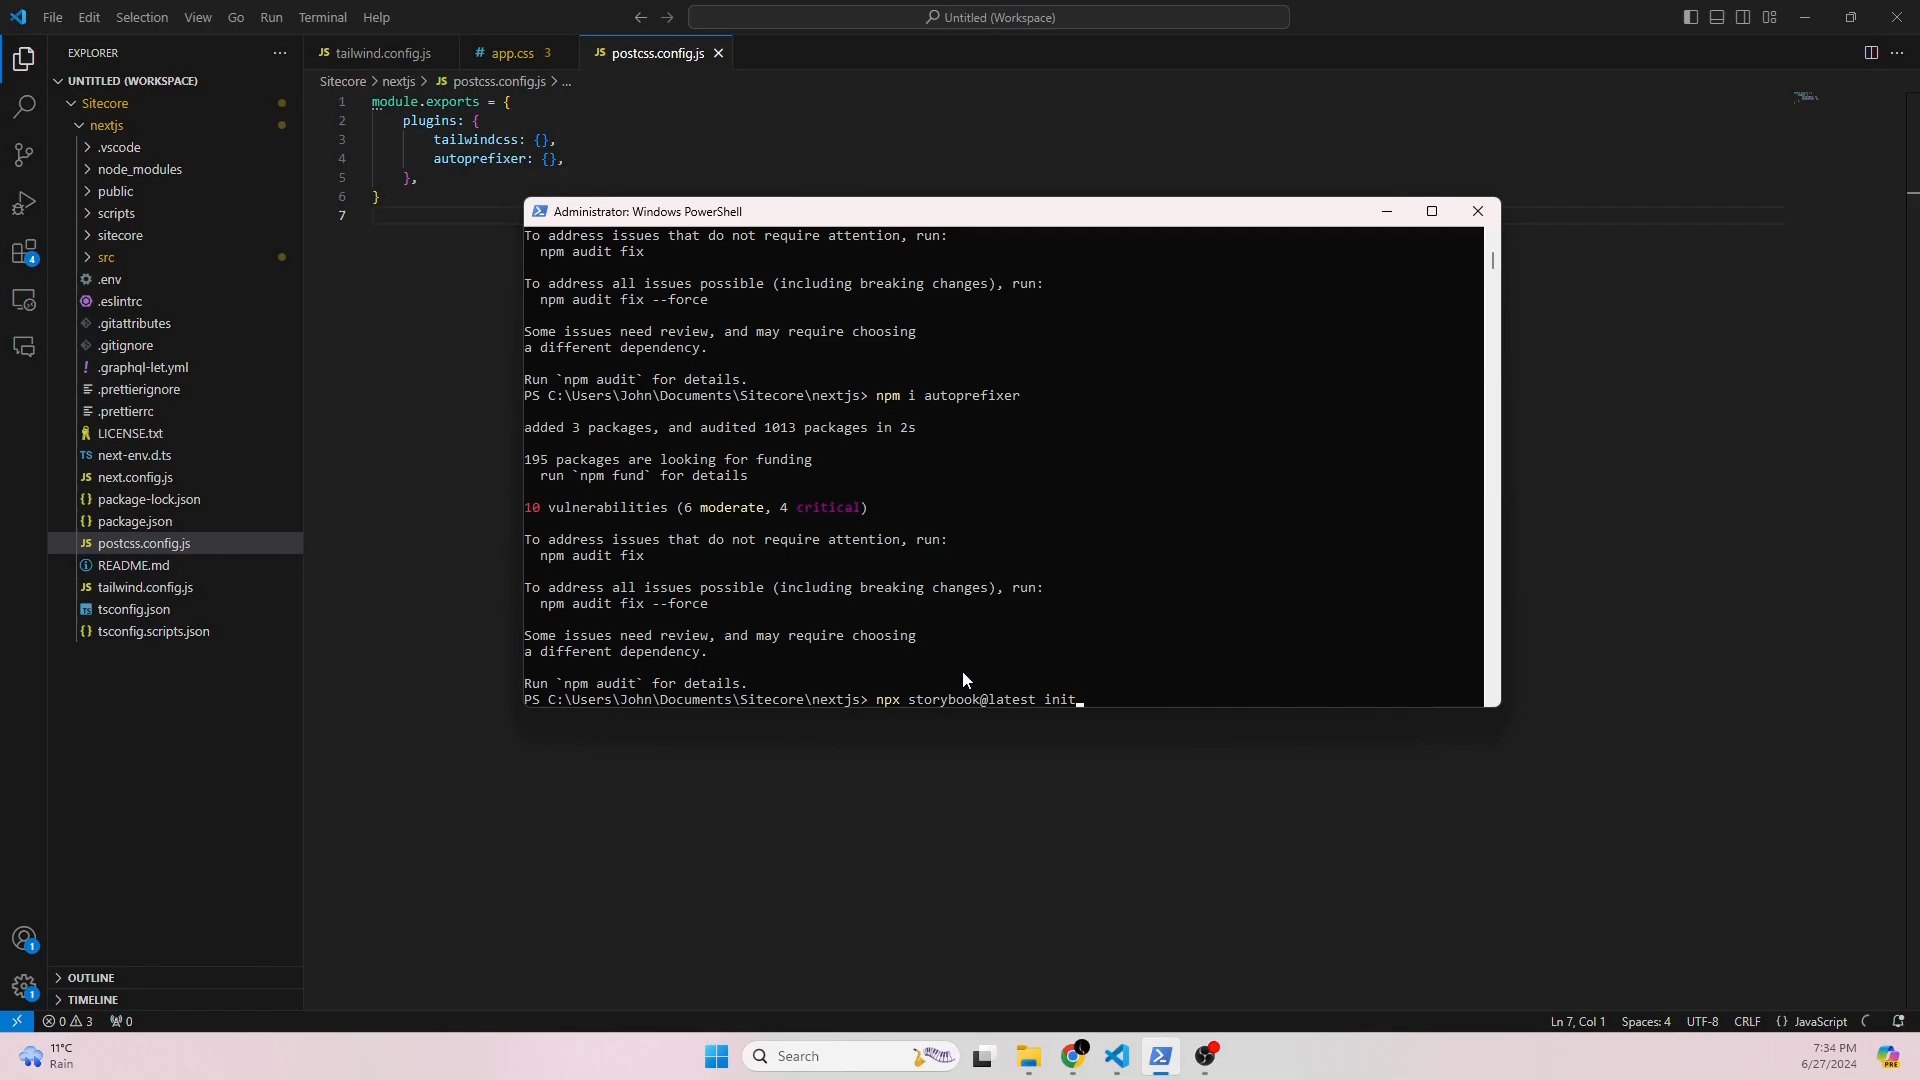 File Edit Selection View Go Run Terminal Help
Untitled (Workspace)
EXPLORER
tailwind.config.js
app.css 3
postcss.config.js
UNTITLED (WORKSPACE)
Sitecore > nextjs > JS postcss.config.js > ...
Sitecore
nextjs
.vscode
node_modules
public
scripts
sitecore
src
.env
.eslintrc
.gitattributes
.gitignore
.graphql-let.yml
.prettierignore
.prettierrc
LICENSE.txt
TS next-env.d.ts
JS next.config.js
{} package-lock.json
{} package.json
JS postcss.config.js
README.md
JS tailwind.config.js
tsconfig.json
{} tsconfig.scripts.json
OUTLINE
TIMELINE
1 module.exports = {
2 plugins: {
3 tailwindcss: {},
4 autoprefixer: {},
5 },
6 }
7
Administrator: Windows PowerShell
To address issues that do not require attention, run:
npm audit fix
To address all issues possible (including breaking changes), run:
npm audit fix --force
Some issues need review, and may require choosing
a different dependency.
Run `npm audit` for details.
PS C:\Users\John\Documents\Sitecore\nextjs> npm i autoprefixer
added 3 packages, and audited 1013 packages in 2s
195 packages are looking for funding
run `npm fund` for details
10 vulnerabilities (6 moderate, 4 critical)
To address issues that do not require attention, run:
npm audit fix
To address all issues possible (including breaking changes), run:
npm audit fix --force
Some issues need review, and may require choosing
a different dependency.
Run `npm audit` for details.
PS C:\Users\John\Documents\Sitecore\nextjs> npx storybook@latest init
4
1
1
0 3 0
Ln 7, Col 1 Spaces: 4 UTF-8 CRLF {} JavaScript
11°C
Rain
Search
7:34 PM
6/27/2024
PRE